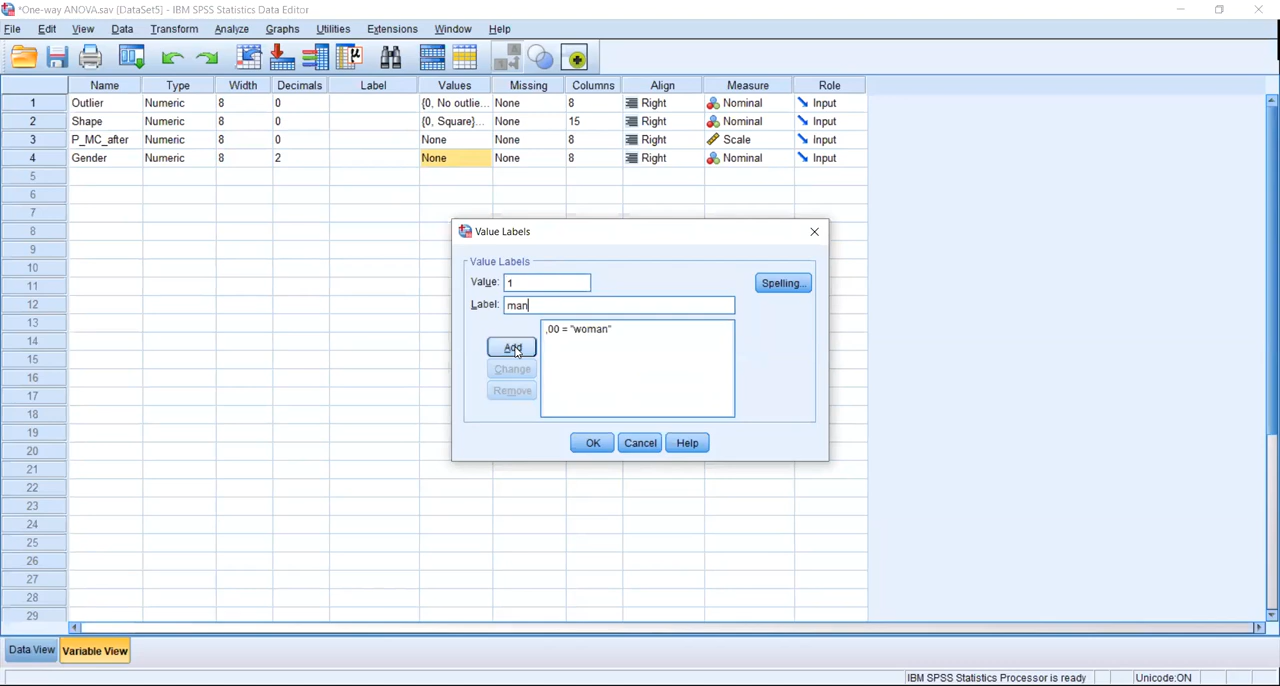 *One-way ANOVA.sav [DataSet5] - IBM SPSS Statistics Data Editor
File Edit View Data Transform Analyze Graphs Utilities Extensions Window Help
Name Type Width Decimals Label Values Missing Columns Align Measure Role
1 Outlier Numeric 8 0 {0, No outlie... None 8 Right Nominal Input
2 Shape Numeric 8 0 {0, Square}... None 15 Right Nominal Input
3 P_MC_after Numeric 8 0 None None 8 Right Scale Input
4 Gender Numeric 8 2 None None 8 Right Nominal Input
5
6
7
8
9
10
11
12
13
14
15
16
17
18
19
20
21
22
23
24
25
26
27
28
29
Value Labels
Value Labels
Value: 1
Spelling...
Label: man
,00 = "woman"
Add
Change
Remove
OK Cancel Help
Data View Variable View
IBM SPSS Statistics Processor is ready Unicode:ON